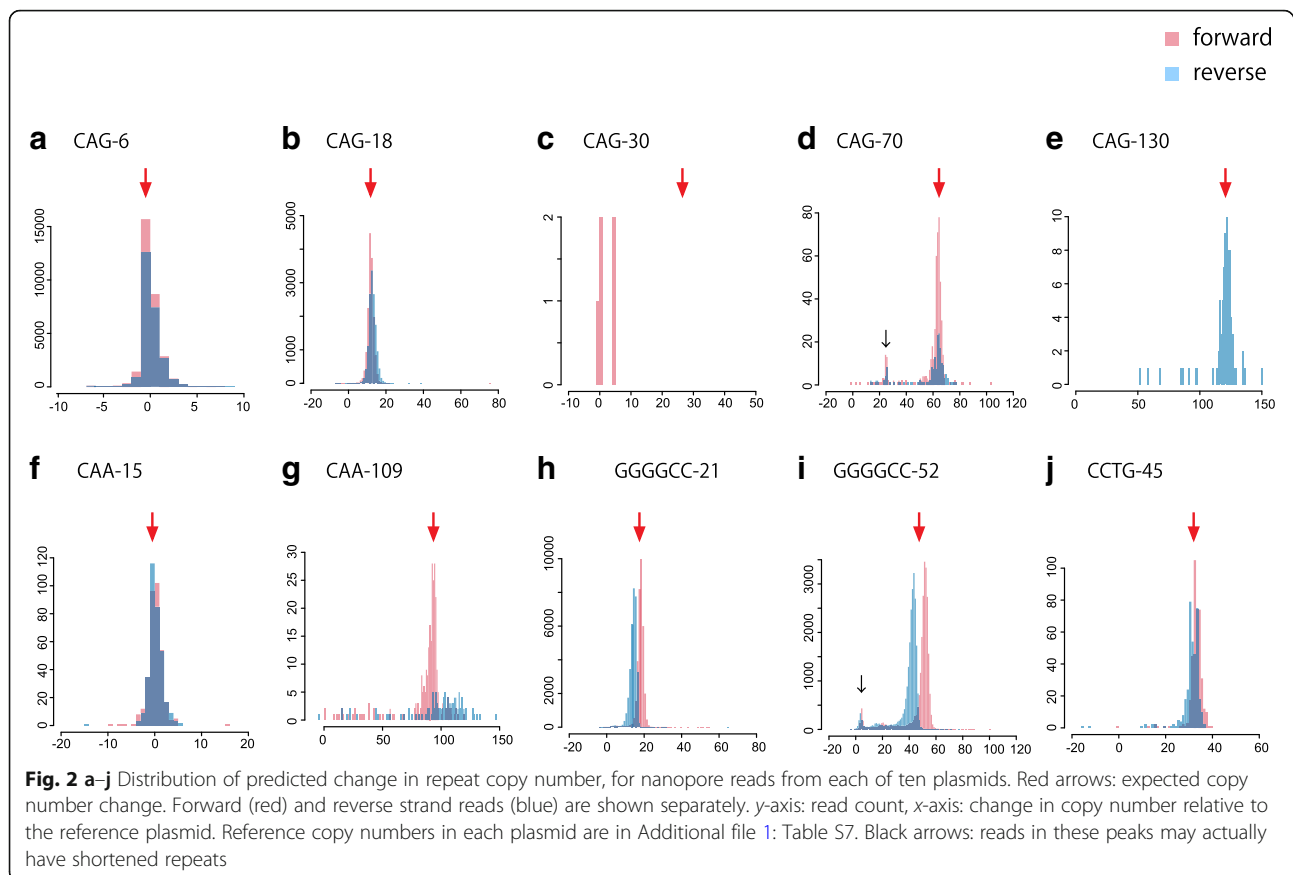 forward
reverse
a CAG-6
b CAG-18
c CAG-30
d CAG-70
e CAG-130
0 5000 10000 15000
-10 -5 0 5 10
0 1000 3000 4000 5000
-20 0 20 40 60 80
0 1 2
-10 0 10 20 30 40 50
0 20 40 60 80
-20 0 20 40 60 80 100 120
0 2 4 6 8 10
0 50 100 150
f CAA-15
g CAA-109
h GGGGCC-21
i GGGGCC-52
j CCTG-45
0 20 40 60 80 100 120
-20 -10 0 10 20
0 5 10 15 20 25 30
0 50 100 150
0 2000 6000 10000
-20 0 20 40 60 80
0 1000 2000 3000
-20 0 20 40 60 80 100 120
0 20 40 60 80 100
-20 0 20 40 60
Fig. 2 a–j Distribution of predicted change in repeat copy number, for nanopore reads from each of ten plasmids. Red arrows: expected copy
number change. Forward (red) and reverse strand reads (blue) are shown separately. y-axis: read count, x-axis: change in copy number relative to
the reference plasmid. Reference copy numbers in each plasmid are in Additional file 1: Table S7. Black arrows: reads in these peaks may actually
have shortened repeats